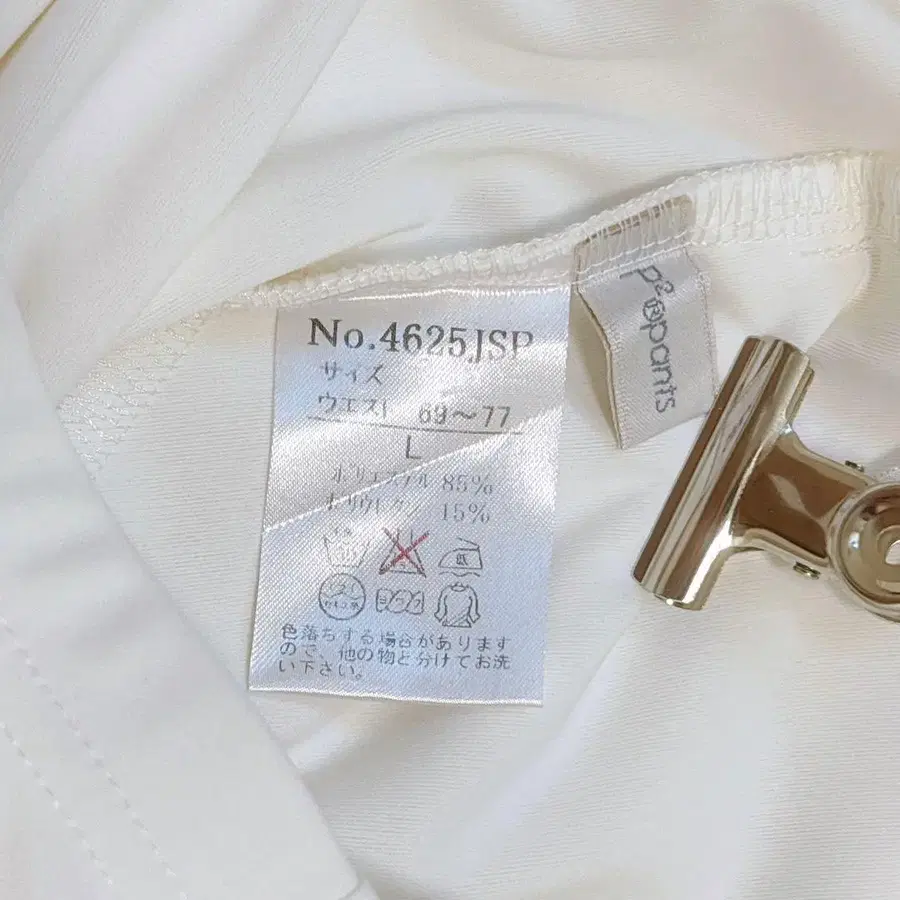 No.4625JSP
サイズ
ウエスト 69～77
L
ポリエステル 85%
ポリウレタン 15%
低
色落ちする場合があります
ので、他の物と分けてお洗
い下さい。
pants